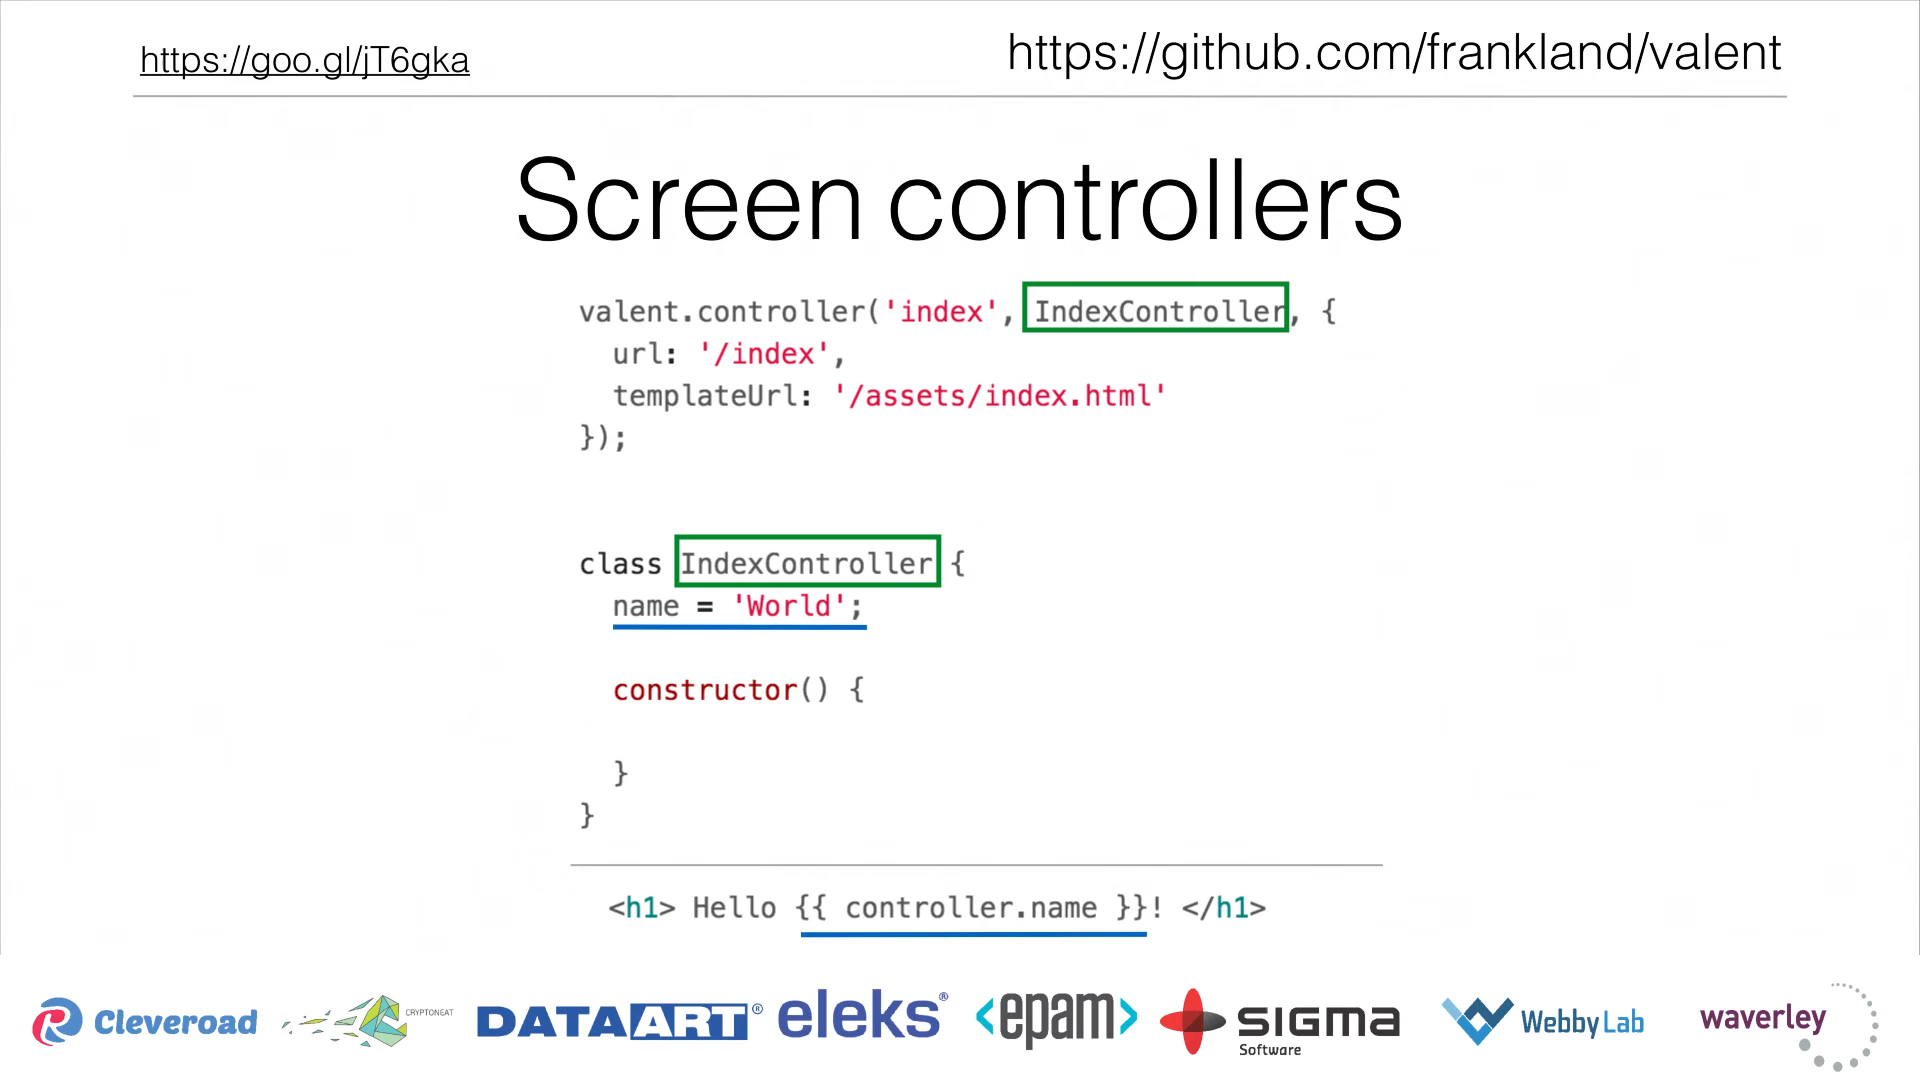 https://goo.gl/jT6gka
https://github.com/frankland/valent
Screen controllers
valent.controller('index', IndexController, {
  url: '/index',
  templateUrl: '/assets/index.html'
});
class IndexController {
  name = 'World';
  constructor() {
  }
}
<h1> Hello {{ controller.name }}! </h1>
Cleveroad
CRYPTONEAT
DATAART®
eleks®
<epam>
SIGMA
Software
WebbyLab
waverley